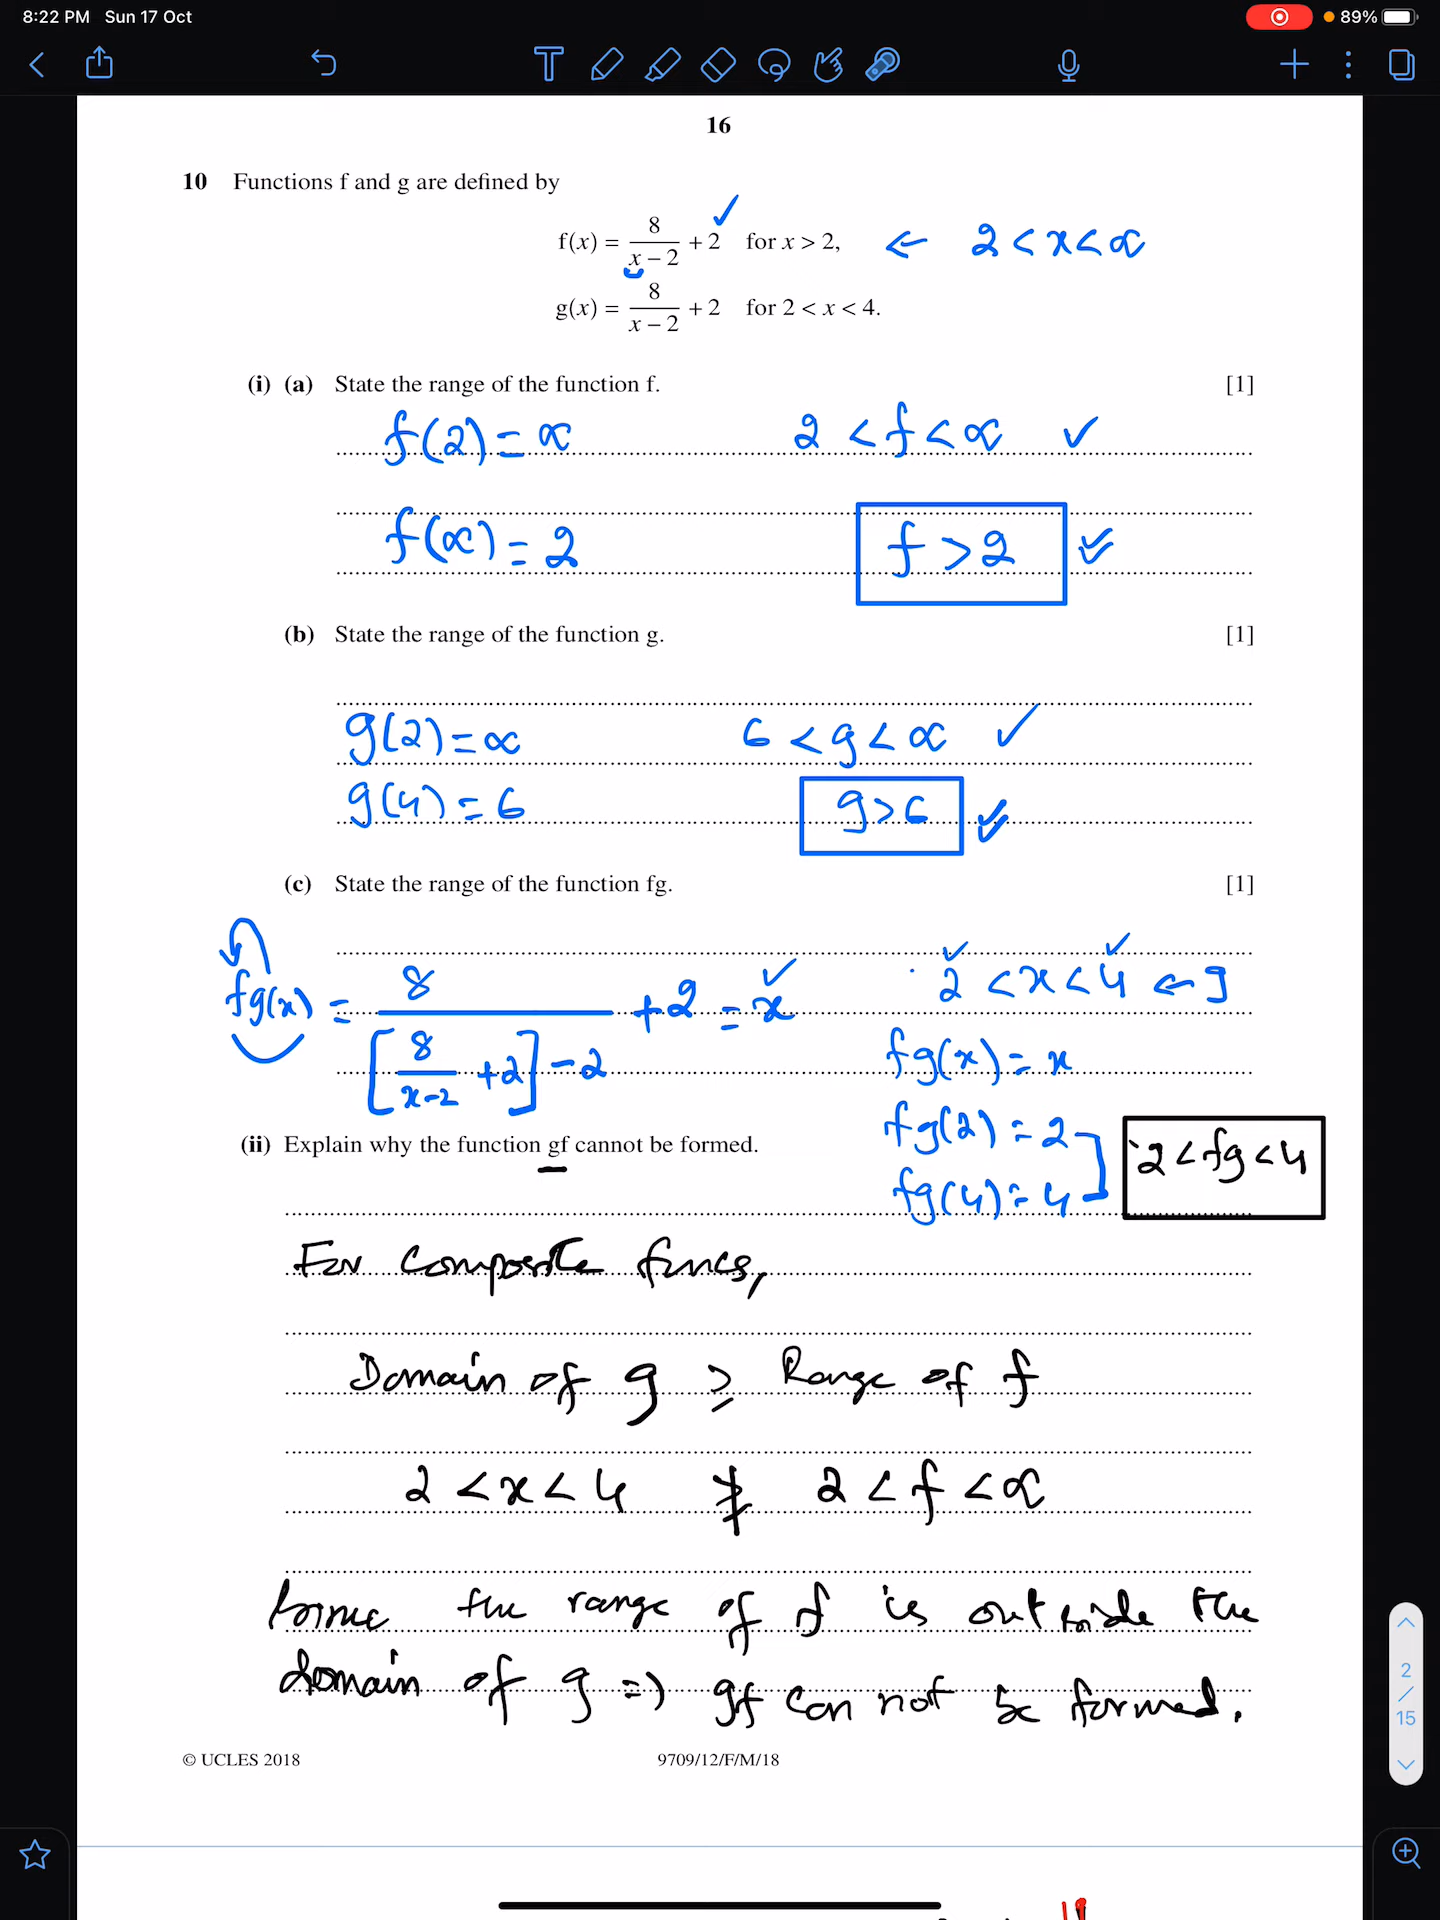 8:22 PM Sun 17 Oct
89%
16
10 Functions f and g are defined by
f(x) = 8/(x − 2) + 2 for x > 2, ← 2 < x < ∝
g(x) = 8/(x − 2) + 2 for 2 < x < 4.
(i) (a) State the range of the function f. [1]
f(2) = ∝ 2 < f < ∝ ✓
f(∝) = 2 f > 2
(b) State the range of the function g. [1]
g(2) = ∝ 6 < g < ∝ ✓
g(4) = 6 g > 6
(c) State the range of the function fg. [1]
fg(x) = 8/([8/(x−2) + 2] − 2) + 2 = x
2 < x < 4 ← g
fg(x) = x
fg(2) = 2
fg(4) = 4
2 < fg < 4
(ii) Explain why the function gf cannot be formed.
For composite funcs,
Domain of g ≥ Range of f
2 < x < 4 ≱ 2 < f < ∝
the range of f is outside the
domain of g => gf can not be formed.
© UCLES 2018
9709/12/F/M/18
2
/
15